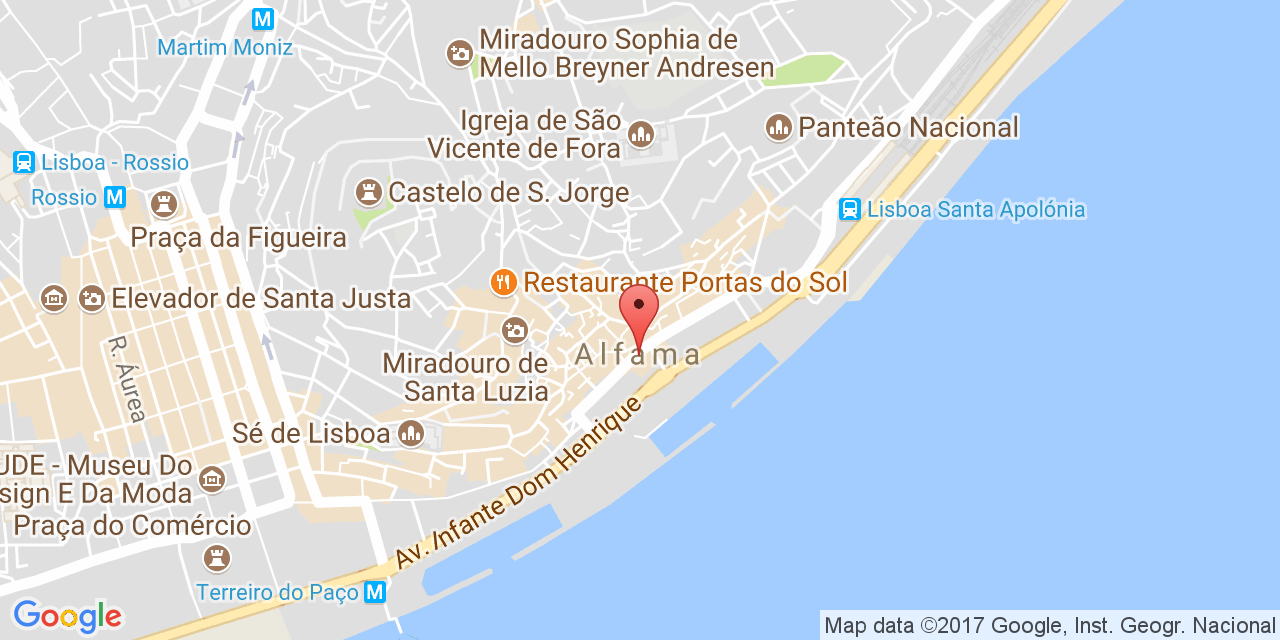 Martim Moniz
Miradouro Sophia de
Mello Breyner Andresen
Igreja de São
Vicente de Fora
Panteão Nacional
Lisboa - Rossio
Rossio
Castelo de S. Jorge
Lisboa Santa Apolónia
Praça da Figueira
Restaurante Portas do Sol
Elevador de Santa Justa
Miradouro de
Santa Luzia
Alfama
R. Áurea
Sé de Lisboa
UDE - Museu Do
sign E Da Moda
Av. Infante Dom Henrique
Praça do Comércio
Terreiro do Paço
Google
Map data ©2017 Google, Inst. Geogr. Nacional